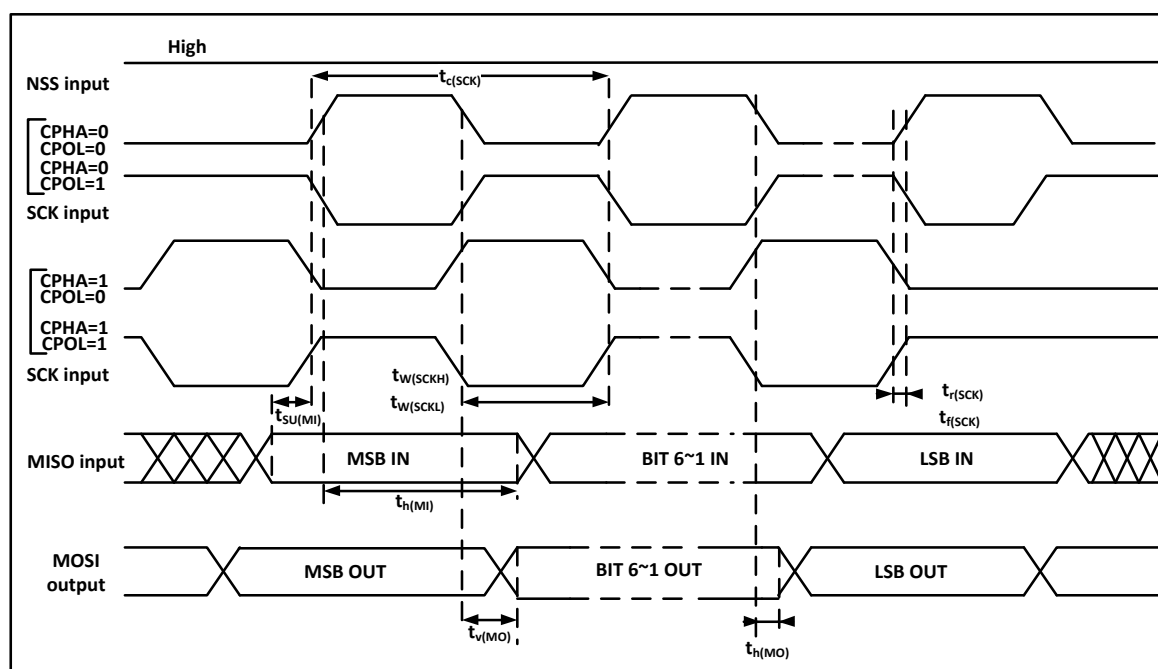 High
NSS input
tc(SCK)
CPHA=0
CPOL=0
CPHA=0
CPOL=1
SCK input
CPHA=1
CPOL=0
CPHA=1
CPOL=1
SCK input
tW(SCKH)
tW(SCKL)
tr(SCK)
tf(SCK)
tSU(MI)
MISO input
MSB IN
BIT 6~1 IN
LSB IN
th(MI)
MOSI
output
MSB OUT
BIT 6~1 OUT
LSB OUT
tv(MO)
th(MO)